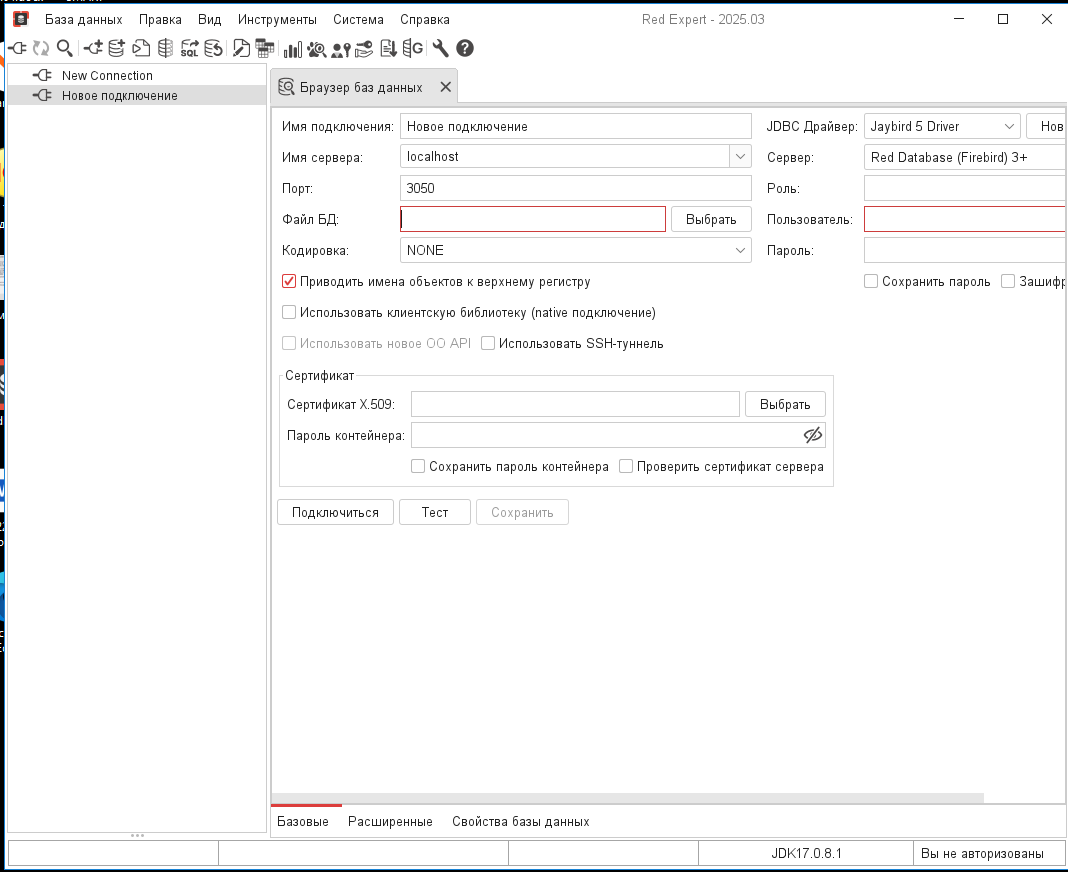 База данных Правка Вид Инструменты Система Справка Red Expert - 2025.03
SQL G
New Connection
Новое подключение
Браузер баз данных
Имя подключения: Новое подключение JDBC Драйвер: Jaybird 5 Driver Нов
Имя сервера: localhost Сервер: Red Database (Firebird) 3+
Порт: 3050 Роль:
Файл БД: Выбрать Пользователь:
Кодировка: NONE Пароль:
Приводить имена объектов к верхнему регистру Сохранить пароль Зашифр
Использовать клиентскую библиотеку (native подключение)
Использовать новое OO API Использовать SSH-туннель
Сертификат
Сертификат X.509: Выбрать
Пароль контейнера:
Сохранить пароль контейнера Проверить сертификат сервера
Подключиться Тест Сохранить
Базовые Расширенные Свойства базы данных
JDK17.0.8.1 Вы не авторизованы